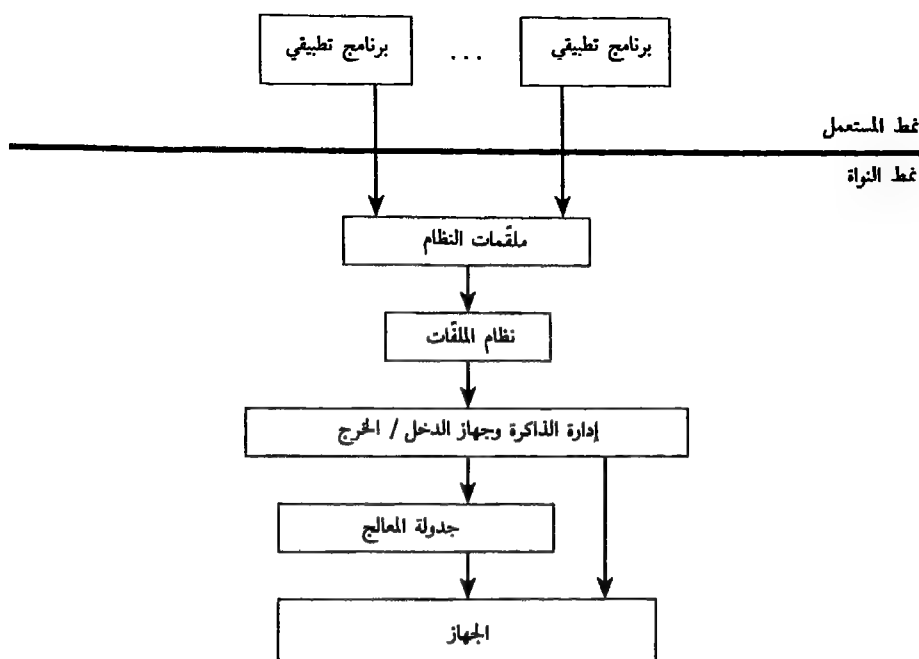 برنامج تطبيقي ... برنامج تطبيقي
نمط المستعمل
نمط النواة
ملقّمات النظام
نظام الملفّات
إدارة الذاكرة وجهاز الدخل / الخرج
جدولة المعالج
الجهاز